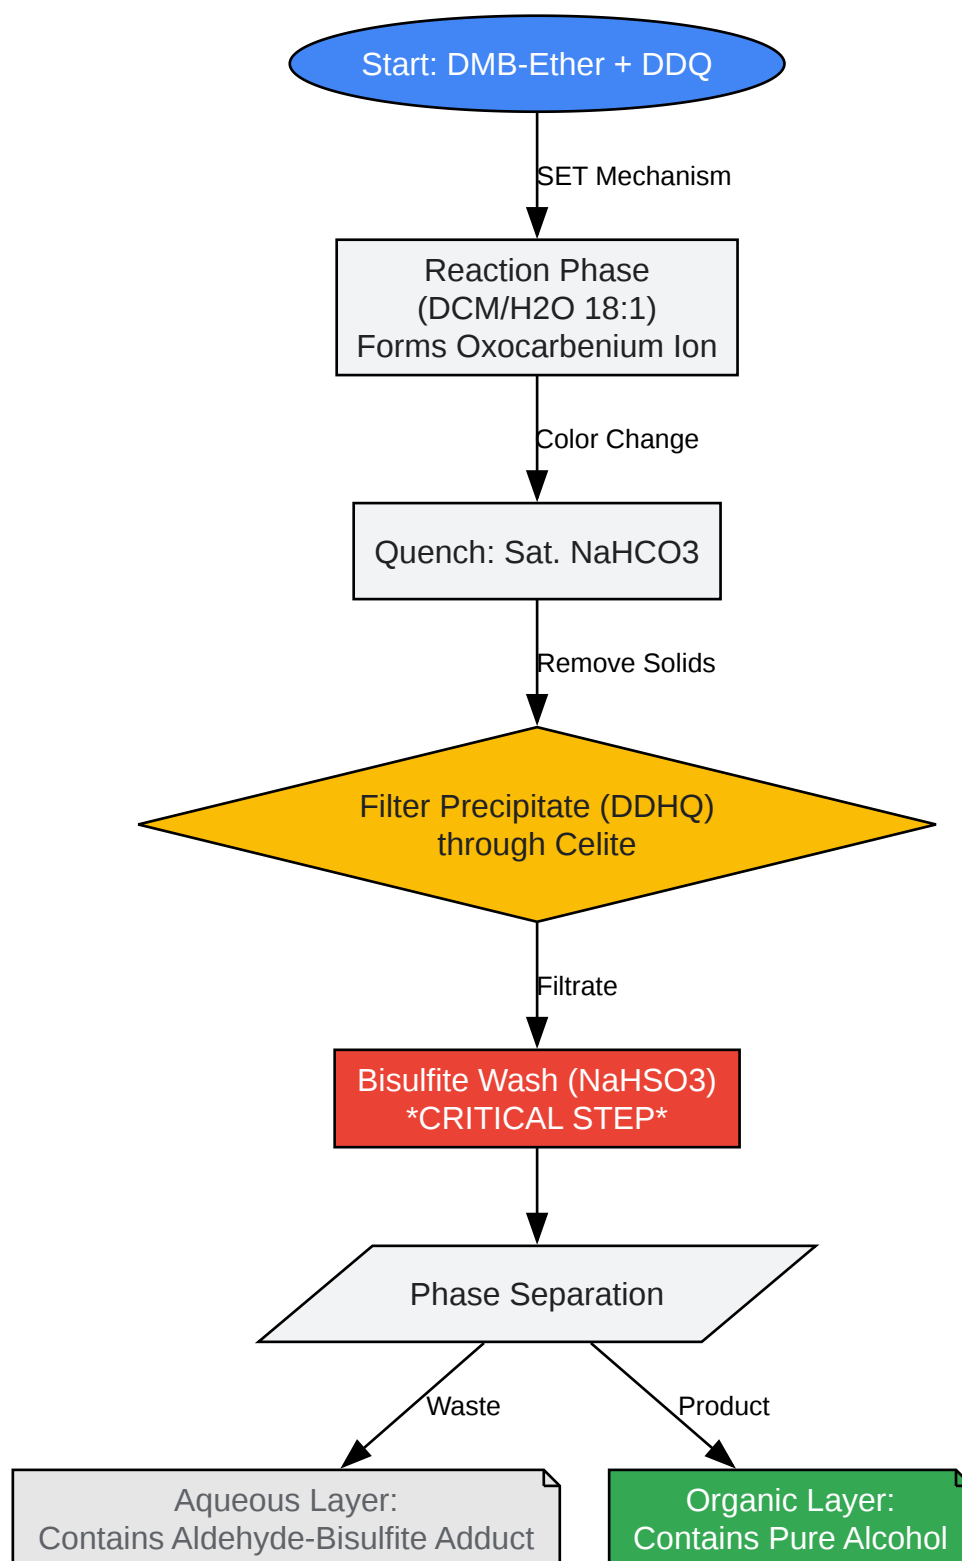 Start: DMB-Ether + DDQ
SET Mechanism
Reaction Phase
(DCM/H2O 18:1)
Forms Oxocarbenium Ion
Color Change
Quench: Sat. NaHCO3
Remove Solids
Filter Precipitate (DDHQ)
through Celite
Filtrate
Bisulfite Wash (NaHSO3)
*CRITICAL STEP*
Phase Separation
Waste
Product
Aqueous Layer:
Contains Aldehyde-Bisulfite Adduct
Organic Layer:
Contains Pure Alcohol